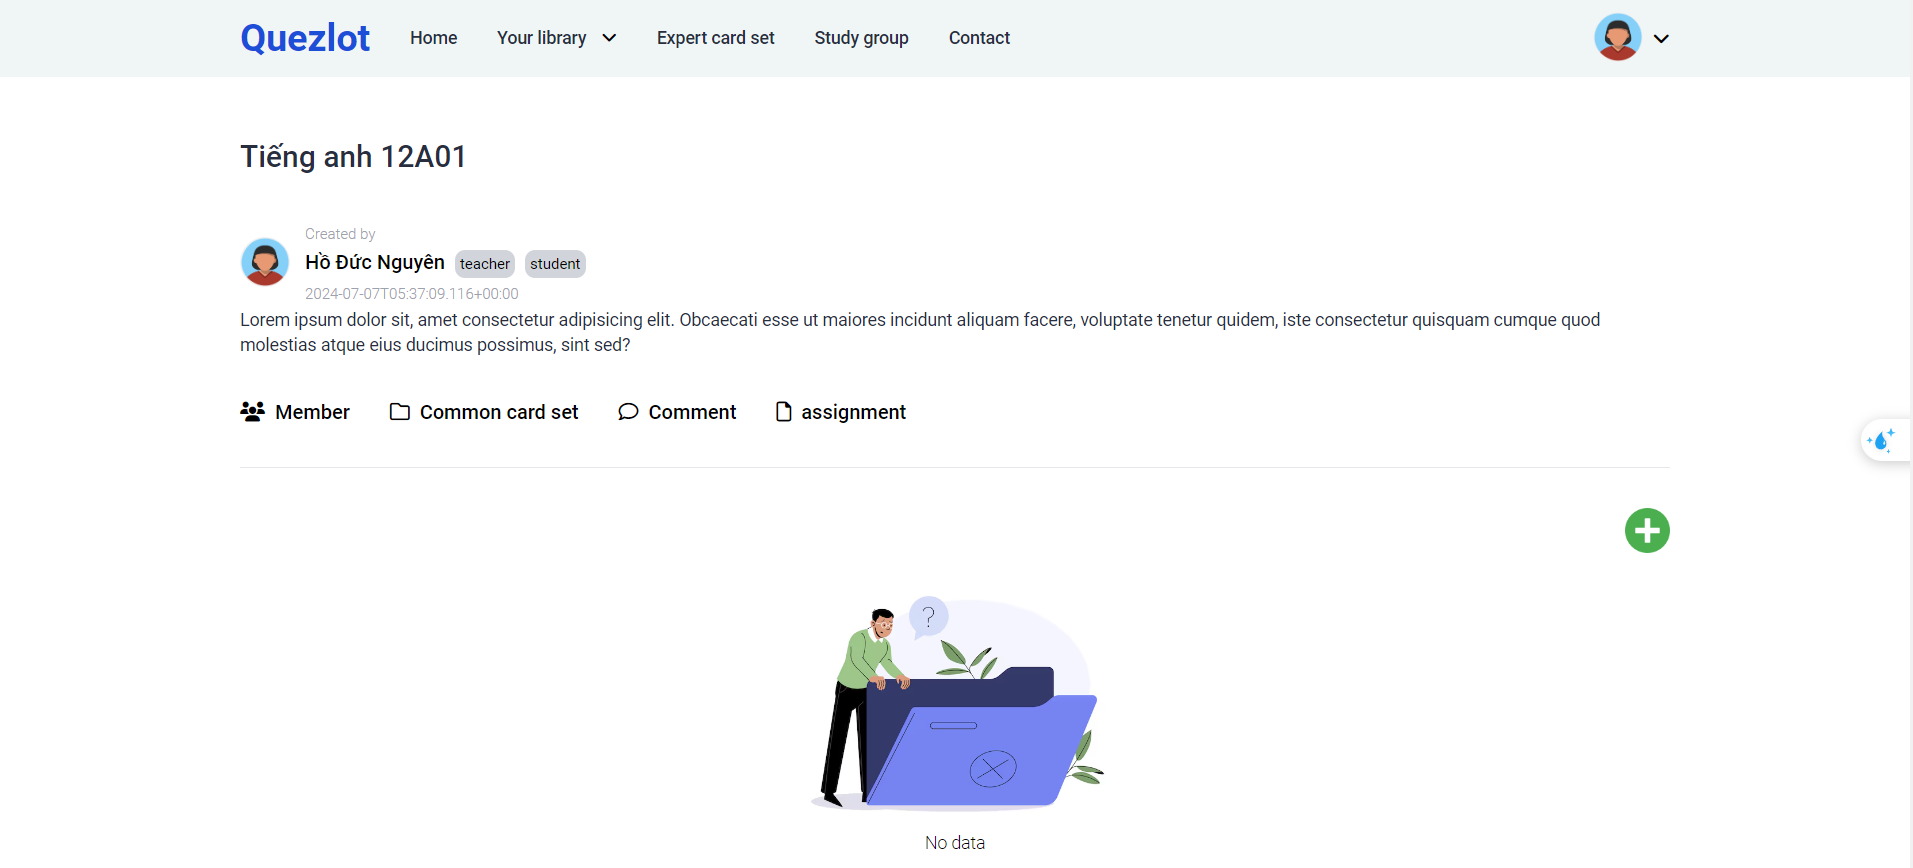 Quezlot Home Your library Expert card set Study group Contact
Tiếng anh 12A01
Created by
Hồ Đức Nguyên teacher student
2024-07-07T05:37:09.116+00:00
Lorem ipsum dolor sit, amet consectetur adipisicing elit. Obcaecati esse ut maiores incidunt aliquam facere, voluptate tenetur quidem, iste consectetur quisquam cumque quod
molestias atque eius ducimus possimus, sint sed?
Member Common card set Comment assignment
?
No data